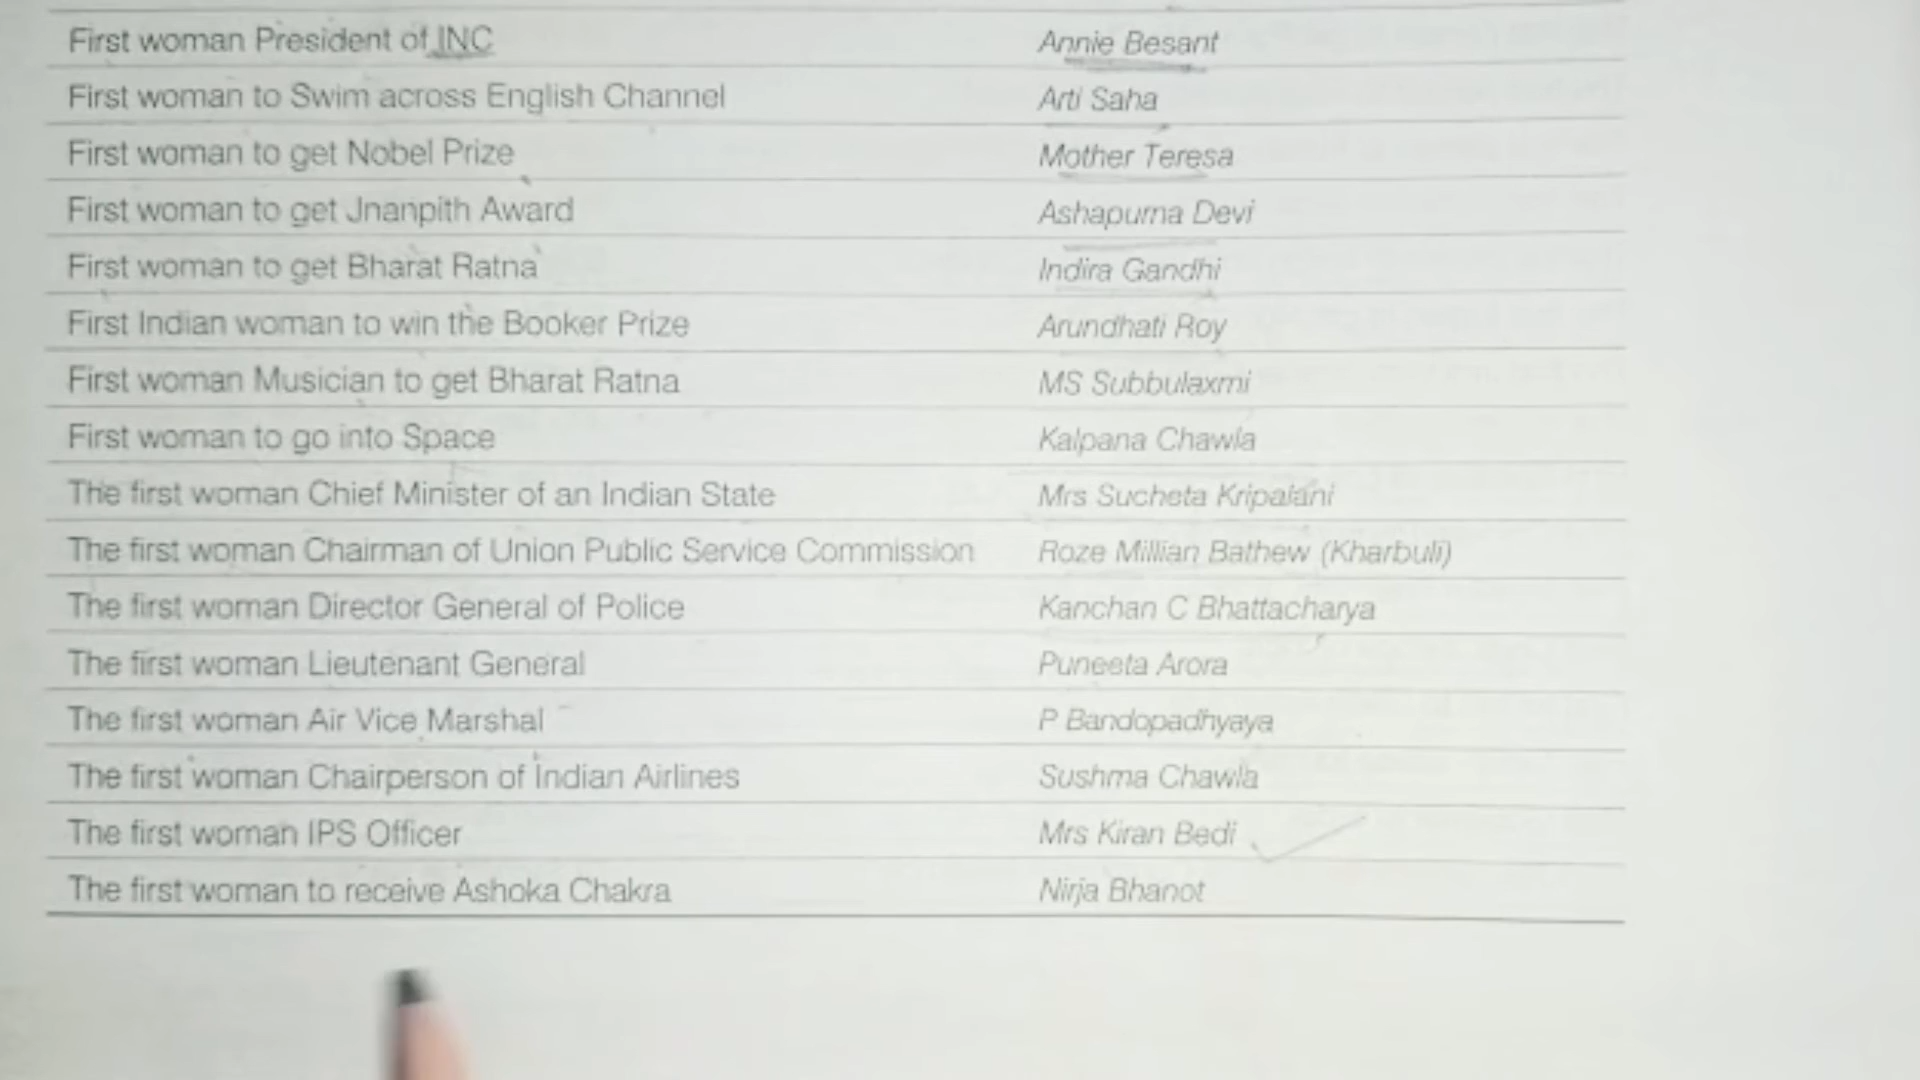 First woman President of INC Annie Besant
First woman to Swim across English Channel Arti Saha
First woman to get Nobel Prize Mother Teresa
First woman to get Jnanpith Award Ashapurna Devi
First woman to get Bharat Ratna Indira Gandhi
First Indian woman to win the Booker Prize Arundhati Roy
First woman Musician to get Bharat Ratna MS Subbulaxmi
First woman to go into Space Kalpana Chawla
The first woman Chief Minister of an Indian State Mrs Sucheta Kripalani
The first woman Chairman of Union Public Service Commission Roze Millian Bathew (Kharbuli)
The first woman Director General of Police Kanchan C Bhattacharya
The first woman Lieutenant General Puneeta Arora
The first woman Air Vice Marshal P Bandopadhyaya
The first woman Chairperson of Indian Airlines Sushma Chawla
The first woman IPS Officer Mrs Kiran Bedi
The first woman to receive Ashoka Chakra Nirja Bhanot